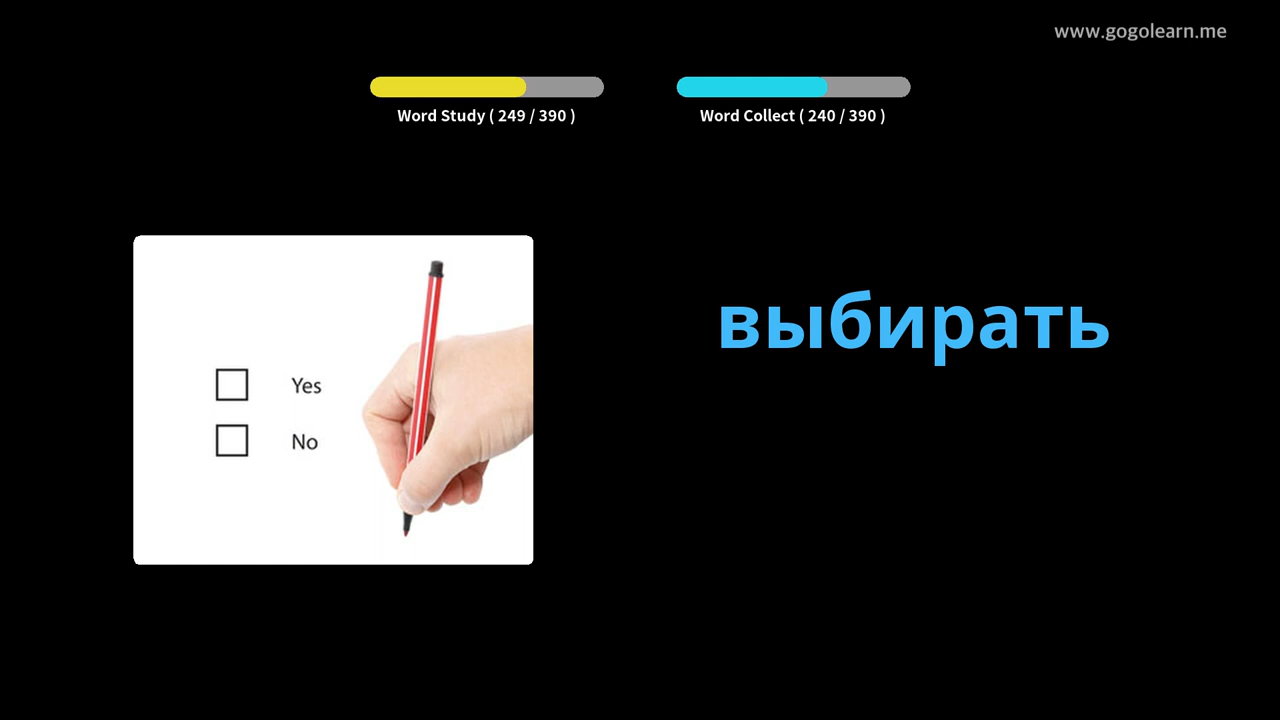 www.gogolearn.me
Word Study ( 249 / 390 )
Word Collect ( 240 / 390 )
выбирать
Yes
No